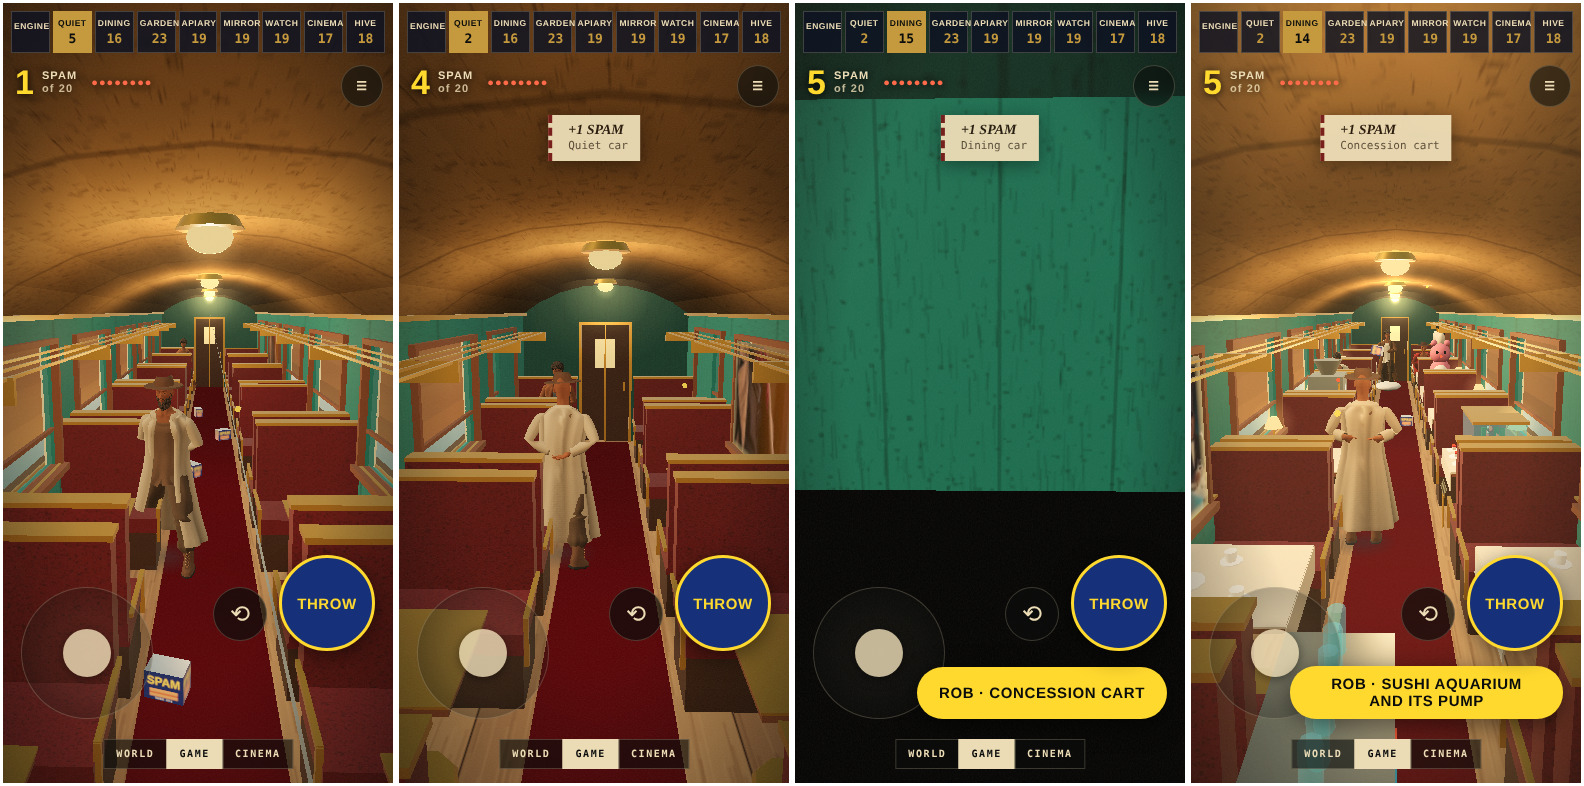 ENGINE QUIET DINING GARDEN APIARY MIRROR WATCH CINEMA HIVE
5 16 23 19 19 19 17 18
1 SPAM
of 20
≡
SPAM
⟲
THROW
WORLD GAME CINEMA
ENGINE QUIET DINING GARDEN APIARY MIRROR WATCH CINEMA HIVE
2 16 23 19 19 19 17 18
4 SPAM
of 20
≡
+1 SPAM
Quiet car
⟲
THROW
WORLD GAME CINEMA
ENGINE QUIET DINING GARDEN APIARY MIRROR WATCH CINEMA HIVE
2 15 23 19 19 19 17 18
5 SPAM
of 20
≡
+1 SPAM
Dining car
⟲
THROW
ROB · CONCESSION CART
WORLD GAME CINEMA
ENGINE QUIET DINING GARDEN APIARY MIRROR WATCH CINEMA HIVE
2 14 23 19 19 19 17 18
5 SPAM
of 20
≡
+1 SPAM
Concession cart
⟲
THROW
ROB · SUSHI AQUARIUM
AND ITS PUMP
WORLD GAME CINEMA